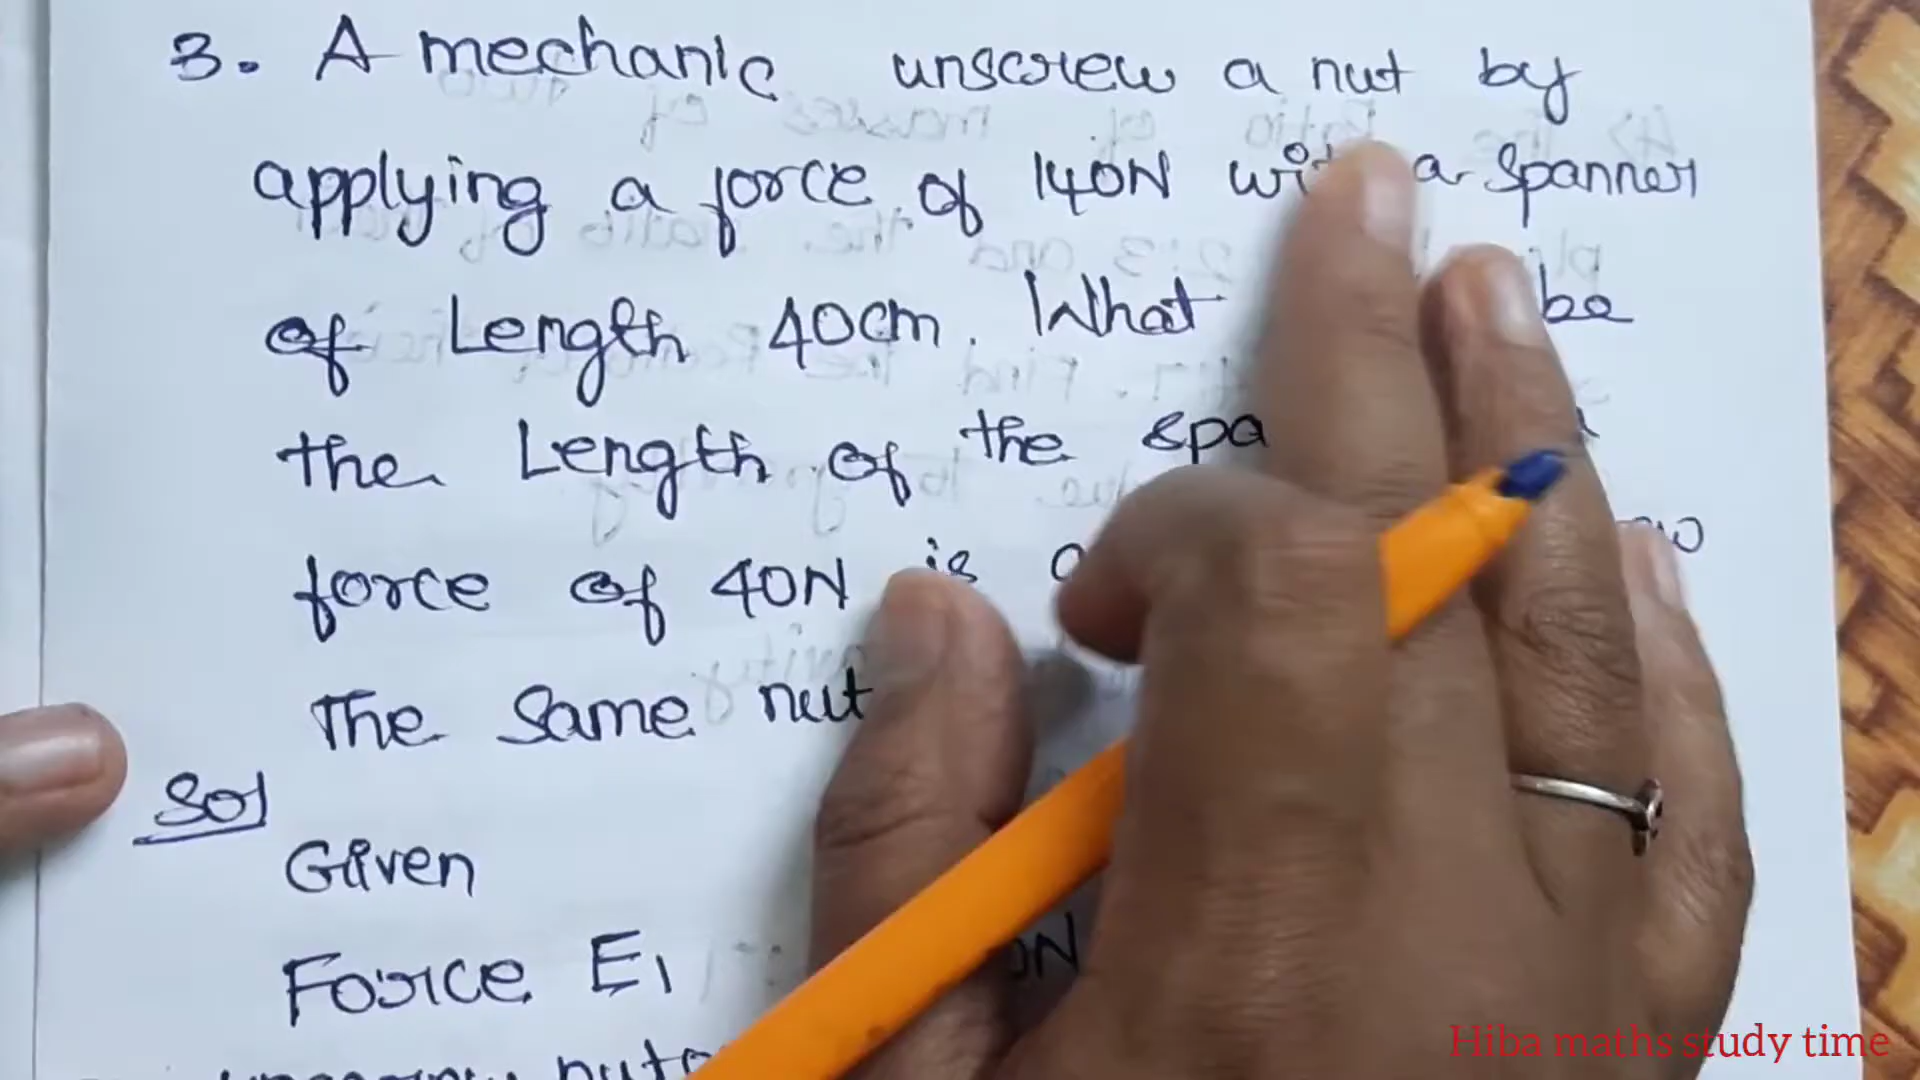 3. A mechanic unscrew a nut by
applying a force of 140N with a spanner
of Length 40cm. What be
the Length of the spa
force of 40N is
The same nut
Sol
Given
Force E1
Hiba maths study time